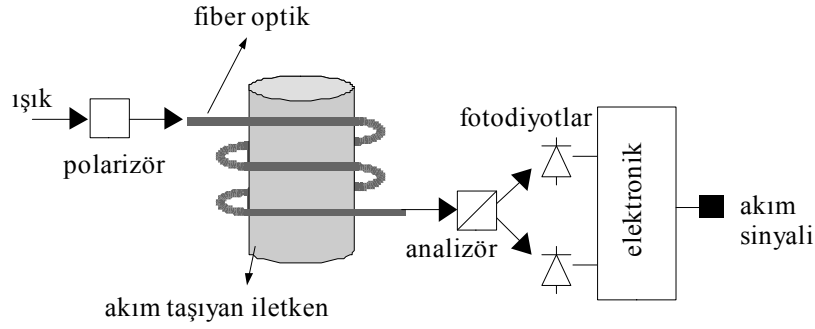 fiber optik
ışık
polarizör
fotodiyotlar
elektronik
analizör
akım
sinyali
akım taşıyan iletken